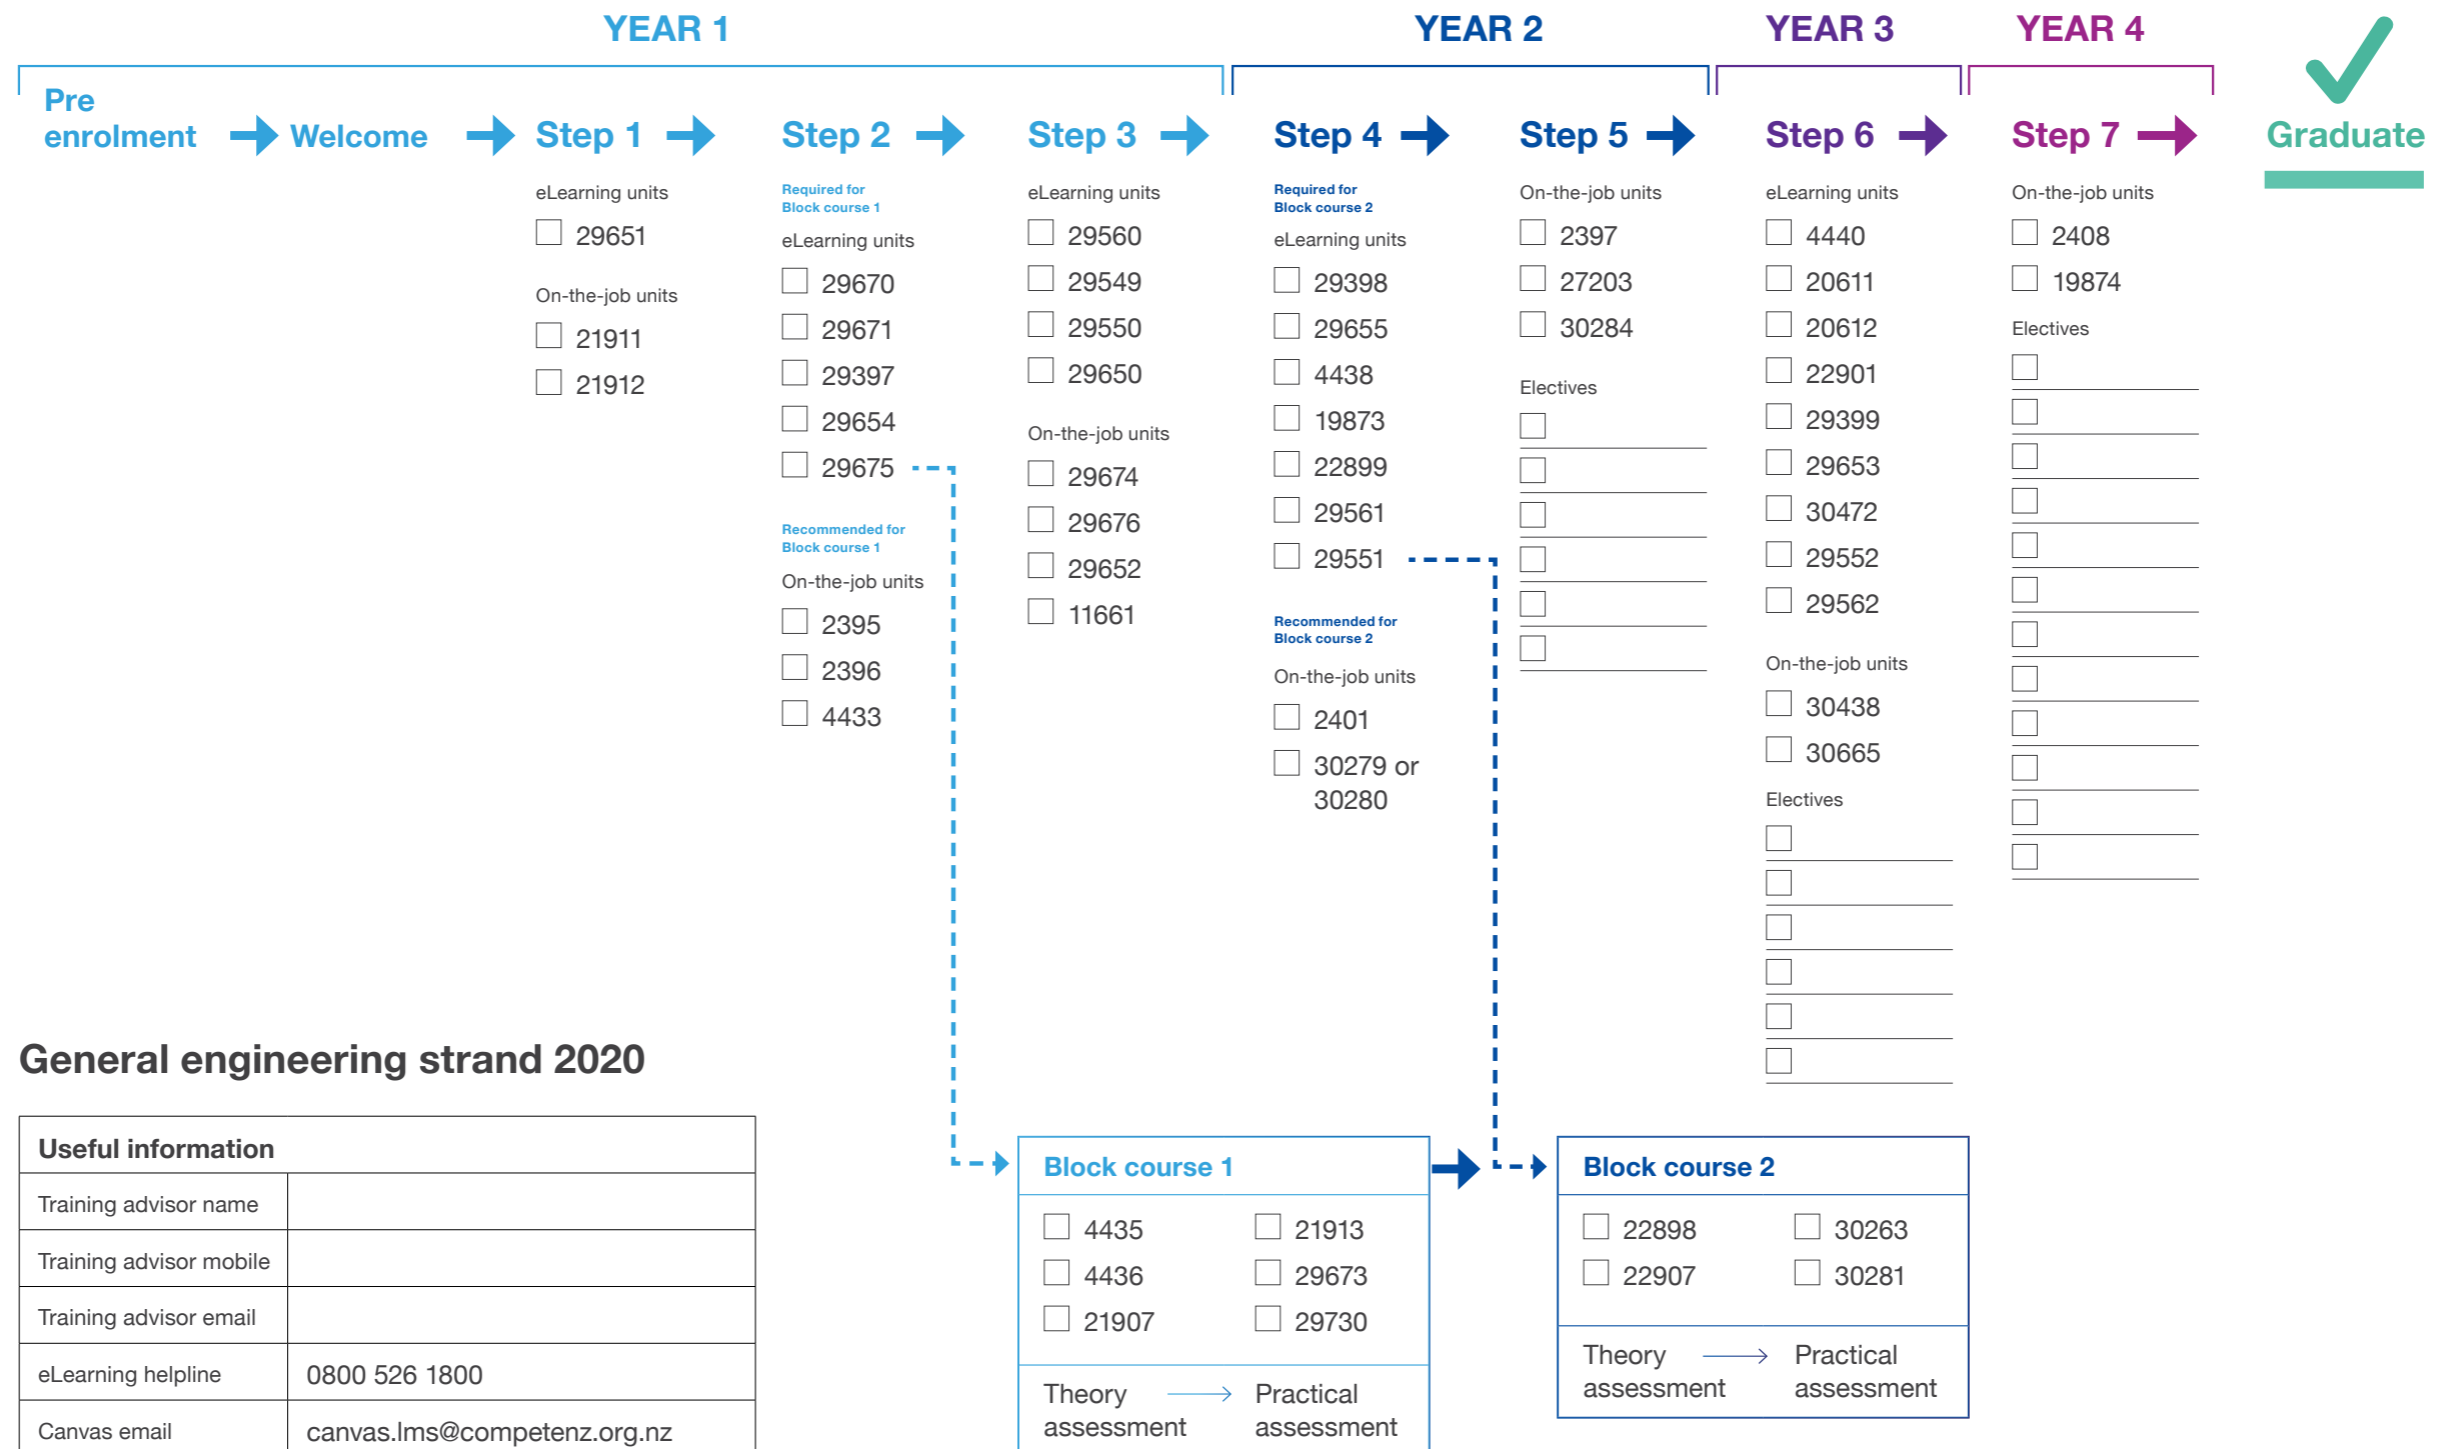 YEAR 1
YEAR 2
YEAR 3
YEAR 4
Pre
enrolment
Welcome
Step 1
Step 2
Step 3
Step 4
Step 5
Step 6
Step 7
Graduate
eLearning units
29651
On-the-job units
21911
21912
Required for
Block course 1
eLearning units
29670
29671
29397
29654
29675
Recommended for
Block course 1
On-the-job units
2395
2396
4433
eLearning units
29560
29549
29550
29650
On-the-job units
29674
29676
29652
11661
Required for
Block course 2
eLearning units
29398
29655
4438
19873
22899
29561
29551
Recommended for
Block course 2
On-the-job units
2401
30279 or
30280
On-the-job units
2397
27203
30284
Electives
eLearning units
4440
20611
20612
22901
29399
29653
30472
29552
29562
On-the-job units
30438
30665
Electives
On-the-job units
2408
19874
Electives
General engineering strand 2020
Useful information
Training advisor name
Training advisor mobile
Training advisor email
eLearning helpline 0800 526 1800
Canvas email canvas.lms@competenz.org.nz
Block course 1
4435 21913
4436 29673
21907 29730
Theory Practical
assessment assessment
Block course 2
22898 30263
22907 30281
Theory Practical
assessment assessment